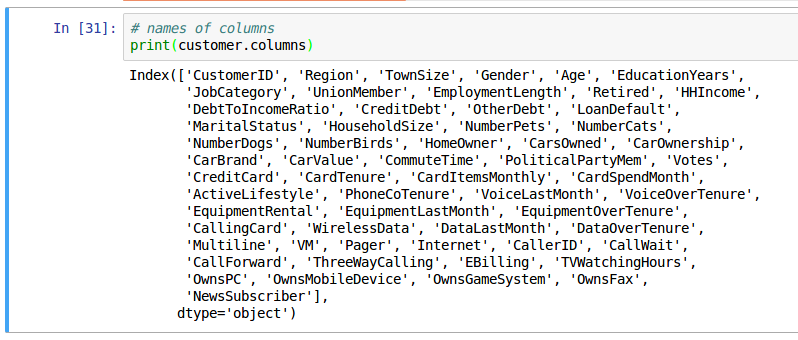 In [31]: # names of columns
print(customer.columns)
Index(['CustomerID', 'Region', 'TownSize', 'Gender', 'Age', 'EducationYears',
'JobCategory', 'UnionMember', 'EmploymentLength', 'Retired', 'HHIncome',
'DebtToIncomeRatio', 'CreditDebt', 'OtherDebt', 'LoanDefault',
'MaritalStatus', 'HouseholdSize', 'NumberPets', 'NumberCats',
'NumberDogs', 'NumberBirds', 'HomeOwner', 'CarsOwned', 'CarOwnership',
'CarBrand', 'CarValue', 'CommuteTime', 'PoliticalPartyMem', 'Votes',
'CreditCard', 'CardTenure', 'CardItemsMonthly', 'CardSpendMonth',
'ActiveLifestyle', 'PhoneCoTenure', 'VoiceLastMonth', 'VoiceOverTenure',
'EquipmentRental', 'EquipmentLastMonth', 'EquipmentOverTenure',
'CallingCard', 'WirelessData', 'DataLastMonth', 'DataOverTenure',
'Multiline', 'VM', 'Pager', 'Internet', 'CallerID', 'CallWait',
'CallForward', 'ThreeWayCalling', 'EBilling', 'TVWatchingHours',
'OwnsPC', 'OwnsMobileDevice', 'OwnsGameSystem', 'OwnsFax',
'NewsSubscriber'],
dtype='object')